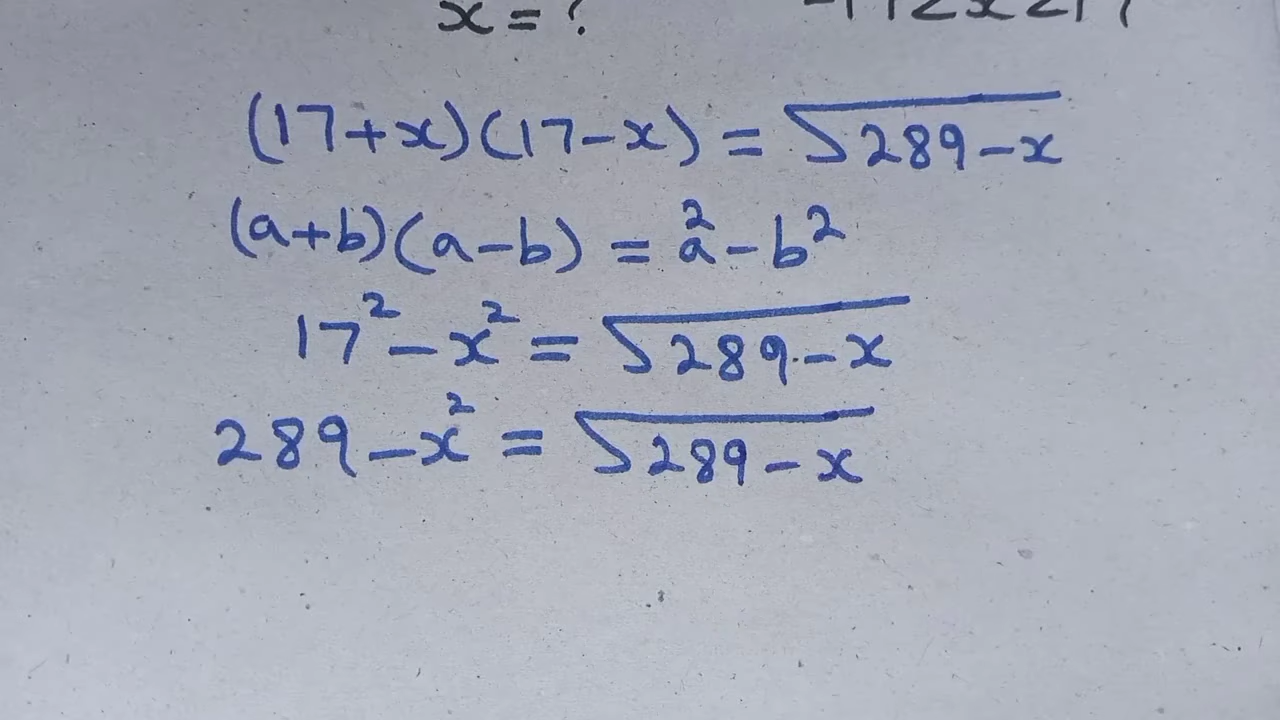 x = ?
(17+x)(17-x) = √289-x
(a+b)(a-b) = a²-b²
17²-x² = √289-x
289-x² = √289-x